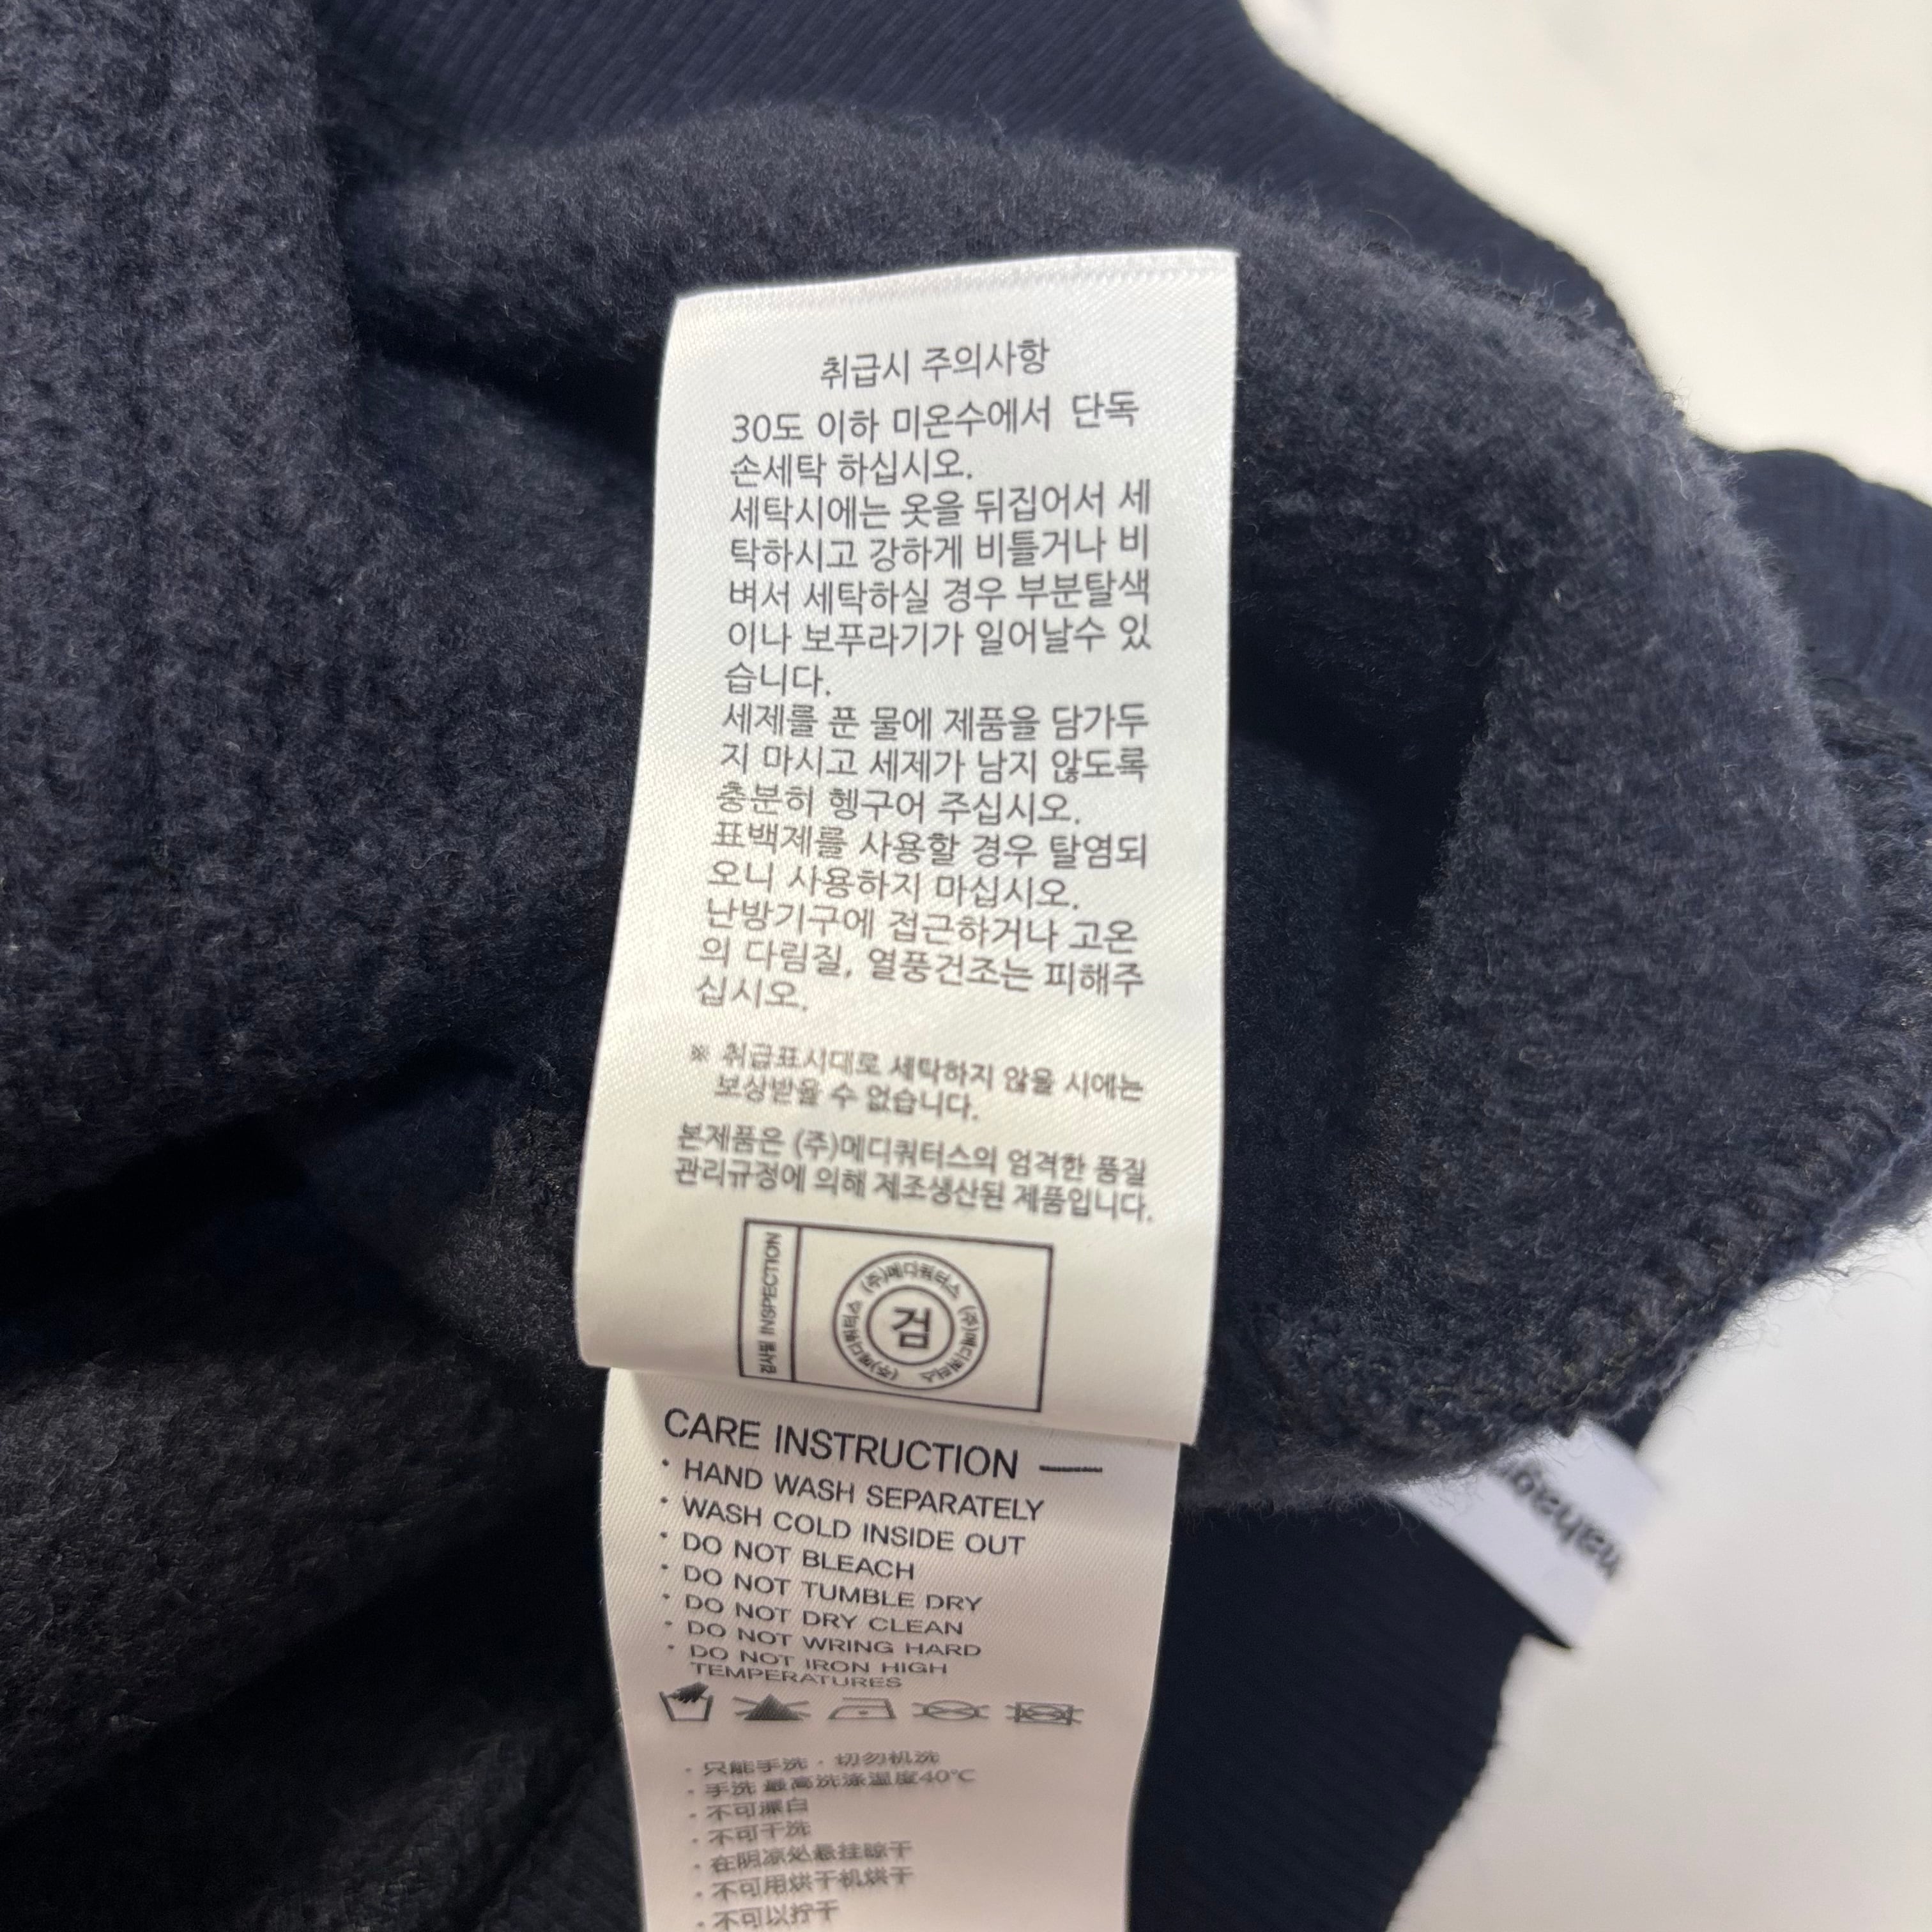 취급시 주의사항
30도 이하 미온수에서 단독
손세탁 하십시오.
세탁시에는 옷을 뒤집어서 세
탁하시고 강하게 비틀거나 비
벼서 세탁하실 경우 부분탈색
이나 보푸라기가 일어날수 있
습니다.
세제를 푼 물에 제품을 담가두
지 마시고 세제가 남지 않도록
충분히 헹구어 주십시오.
표백제를 사용할 경우 탈염되
오니 사용하지 마십시오.
난방기구에 접근하거나 고온
의 다림질, 열풍건조는 피해주
십시오.
※ 취급표시대로 세탁하지 않을 시에는
보상받을 수 없습니다.
본제품은 (주)메디쿼터스의 엄격한 품질
관리규정에 의해 제조생산된 제품입니다.
검사필 INSPECTION
(주)메디쿼터스 (주)메디쿼터스 (주)메디쿼터스
검
CARE INSTRUCTION —
• HAND WASH SEPARATELY
• WASH COLD INSIDE OUT
• DO NOT BLEACH
• DO NOT TUMBLE DRY
• DO NOT DRY CLEAN
• DO NOT WRING HARD
• DO NOT IRON HIGH
TEMPERATURES
• 只能手洗 · 切勿机洗
• 手洗 最高洗涤温度40℃
• 不可漂白
• 不可干洗
• 在阴凉处悬挂晾干
• 不可用烘干机烘干
• 不可以拧干